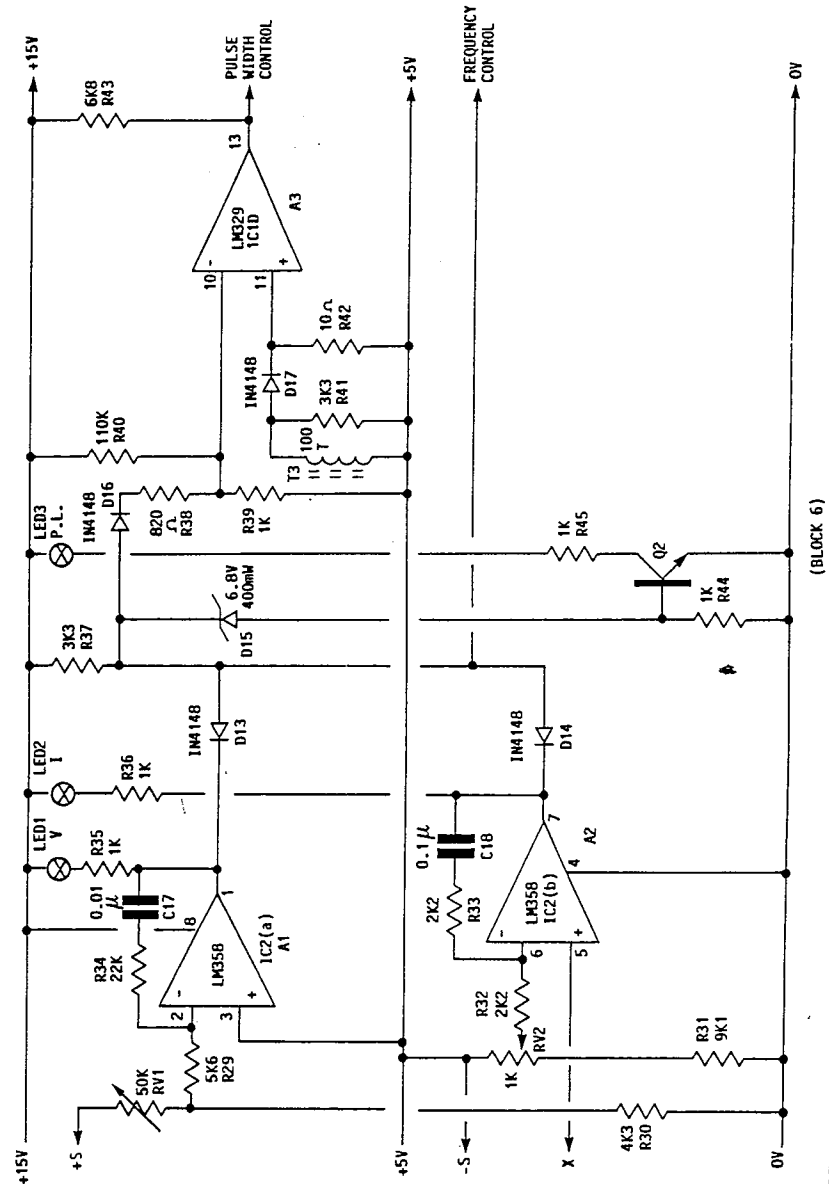 +15V
+15V
6K8
R43
PULSE
WIDTH
CONTROL
13
LM329
1C1D
A3
-
+
10
11
110K
R40
IN4148
D17
10Ω
R42
3K3
R41
100
T
T3
+5V
+5V
FREQUENCY
CONTROL
0V
0V
LED3
P.L.
IN4148
D16
820
Ω
R38
R39
1K
6.8V
400mW
D15
3K3
R37
1K
R45
Q2
1K
R44
LED2
I
R36
1K
IN4148
D13
IN4148
D14
LED1
V
R35
1K
0.01
μ
C17
R34
22K
LM358
IC2(a)
A1
1
8
2
3
-
+
0.1μ
C18
2K2
R33
LM358
IC2(b)
A2
7
4
6
5
-
+
R32
2K2
RV2
1K
R31
9K1
5K6
R29
50K
RV1
4K3
R30
+S
-S
X
(BLOCK 6)